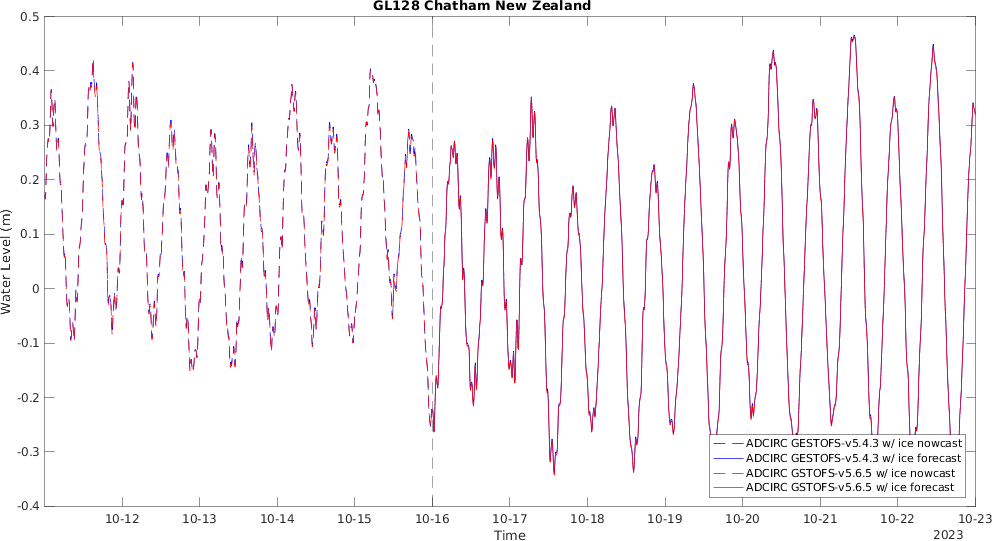 GL128 Chatham New Zealand
0.5
0.4
0.3
0.2
0.1
0
-0.1
-0.2
-0.3
-0.4
Water Level (m)
ADCIRC GESTOFS-v5.4.3 w/ ice nowcast
ADCIRC GESTOFS-v5.4.3 w/ ice forecast
ADCIRC GSTOFS-v5.6.5 w/ ice nowcast
ADCIRC GSTOFS-v5.6.5 w/ ice forecast
10-12 10-13 10-14 10-15 10-16 10-17 10-18 10-19 10-20 10-21 10-22 10-23
Time
2023